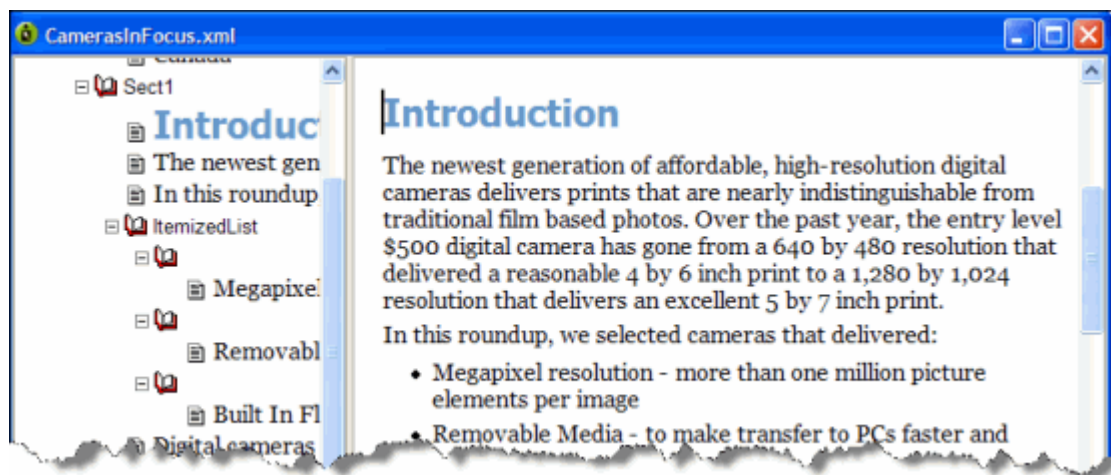 CamerasInFocus.xml
Canada
Sect1
Introduc
The newest gen
In this roundup
ItemizedList
Megapixel
Removabl
Built In Fl
Digital cameras
Introduction
The newest generation of affordable, high-resolution digital
cameras delivers prints that are nearly indistinguishable from
traditional film based photos. Over the past year, the entry level
$500 digital camera has gone from a 640 by 480 resolution that
delivered a reasonable 4 by 6 inch print to a 1,280 by 1,024
resolution that delivers an excellent 5 by 7 inch print.
In this roundup, we selected cameras that delivered:
• Megapixel resolution - more than one million picture
elements per image
• Removable Media - to make transfer to PCs faster and